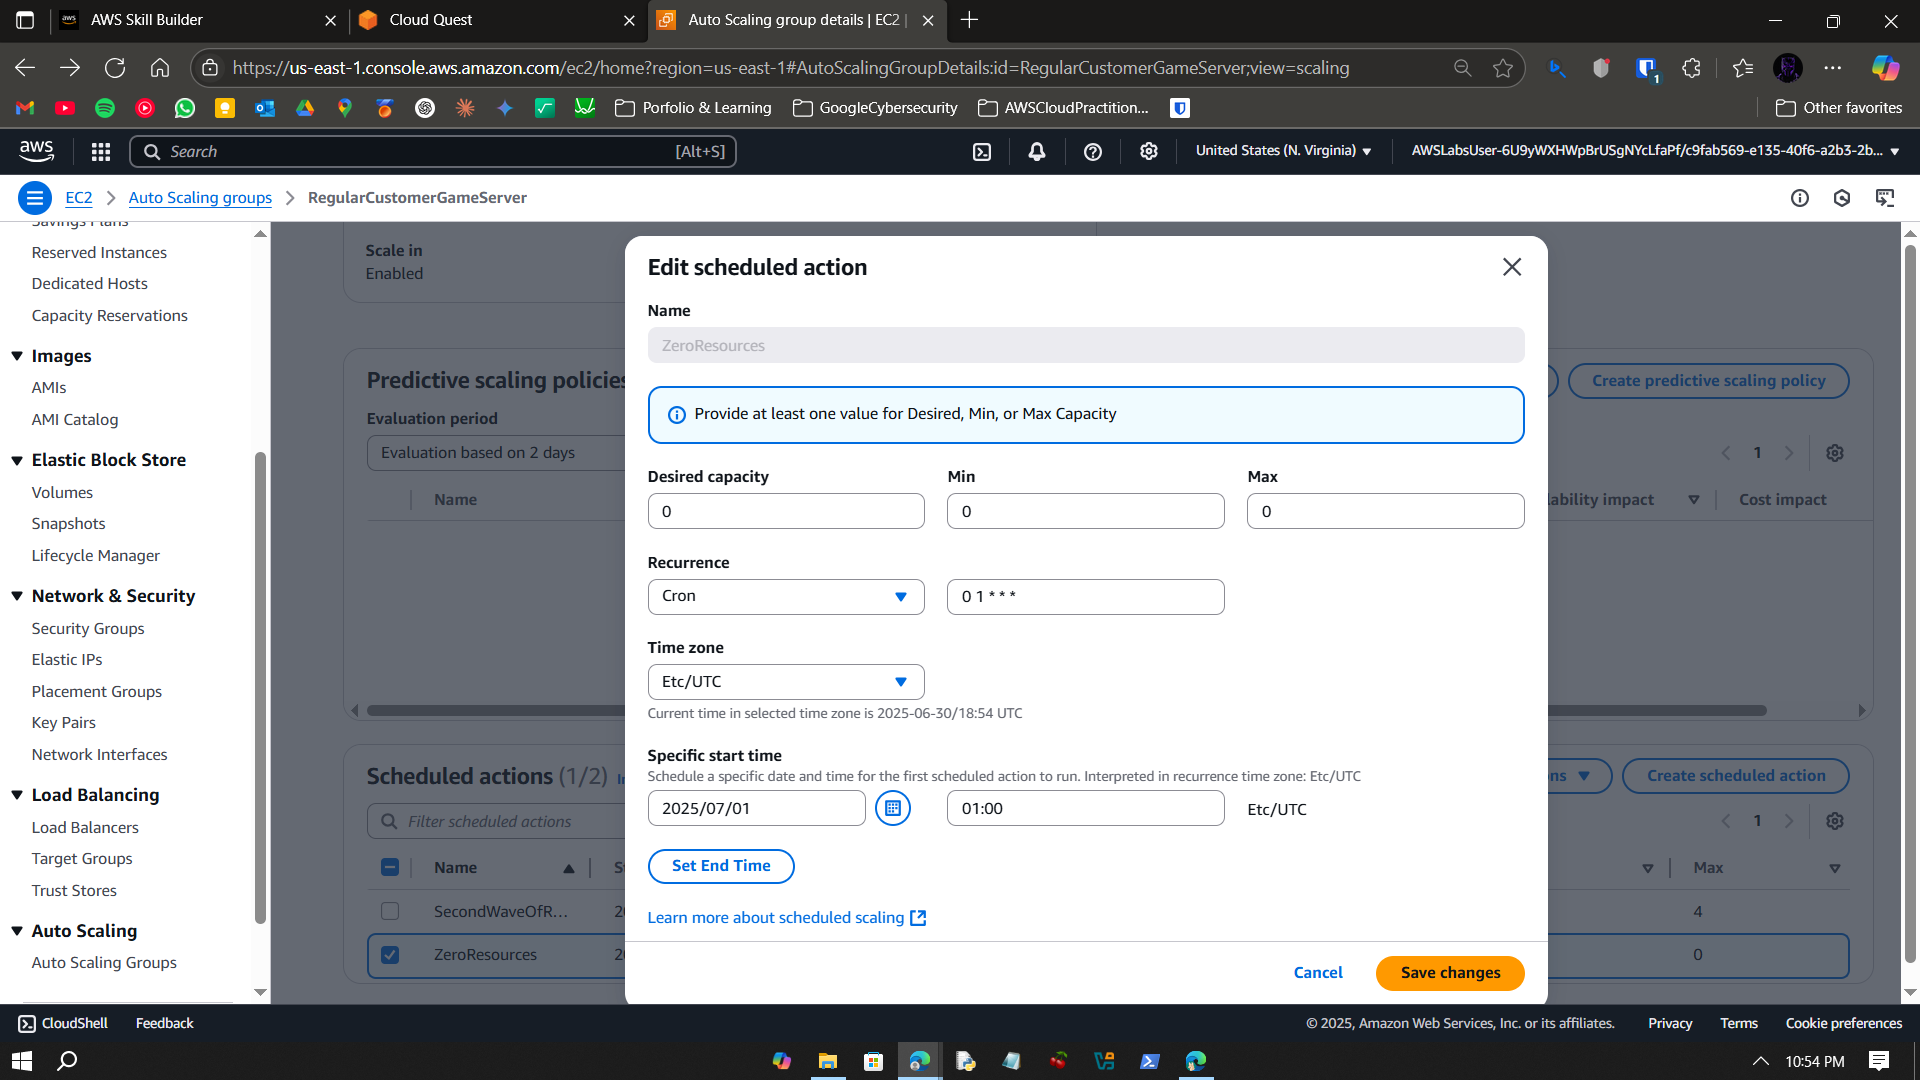 AWS Skill Builder
Cloud Quest
Auto Scaling group details | EC2 |
https://us-east-1.console.aws.amazon.com/ec2/home?region=us-east-1#AutoScalingGroupDetails:id=RegularCustomerGameServer;view=scaling
1
Porfolio & Learning
GoogleCybersecurity
AWSCloudPractition...
Other favorites
aws
Search
[Alt+S]
United States (N. Virginia)
AWSLabsUser-6U9yWXHWpBrUSgNYcLfaPf/c9fab569-e135-40f6-a2b3-2b...
EC2
Auto Scaling groups
RegularCustomerGameServer
Savings Plans
Reserved Instances
Dedicated Hosts
Capacity Reservations
Images
AMIs
AMI Catalog
Elastic Block Store
Volumes
Snapshots
Lifecycle Manager
Network & Security
Security Groups
Elastic IPs
Placement Groups
Key Pairs
Network Interfaces
Load Balancing
Load Balancers
Target Groups
Trust Stores
Auto Scaling
Auto Scaling Groups
Scale in
Enabled
Predictive scaling policies
Create predictive scaling policy
Evaluation period
Evaluation based on 2 days
1
Name
lability impact
Cost impact
Scheduled actions (1/2) In
ns
Create scheduled action
Filter scheduled actions
1
Name
S
Max
SecondWaveOfR...
20
4
ZeroResources
20
0
Edit scheduled action
Name
ZeroResources
Provide at least one value for Desired, Min, or Max Capacity
Desired capacity
Min
Max
0
0
0
Recurrence
Cron
0 1 * * *
Time zone
Etc/UTC
Current time in selected time zone is 2025-06-30/18:54 UTC
Specific start time
Schedule a specific date and time for the first scheduled action to run. Interpreted in recurrence time zone: Etc/UTC
2025/07/01
01:00
Etc/UTC
Set End Time
Learn more about scheduled scaling
Cancel
Save changes
CloudShell
Feedback
© 2025, Amazon Web Services, Inc. or its affiliates.
Privacy
Terms
Cookie preferences
10:54 PM